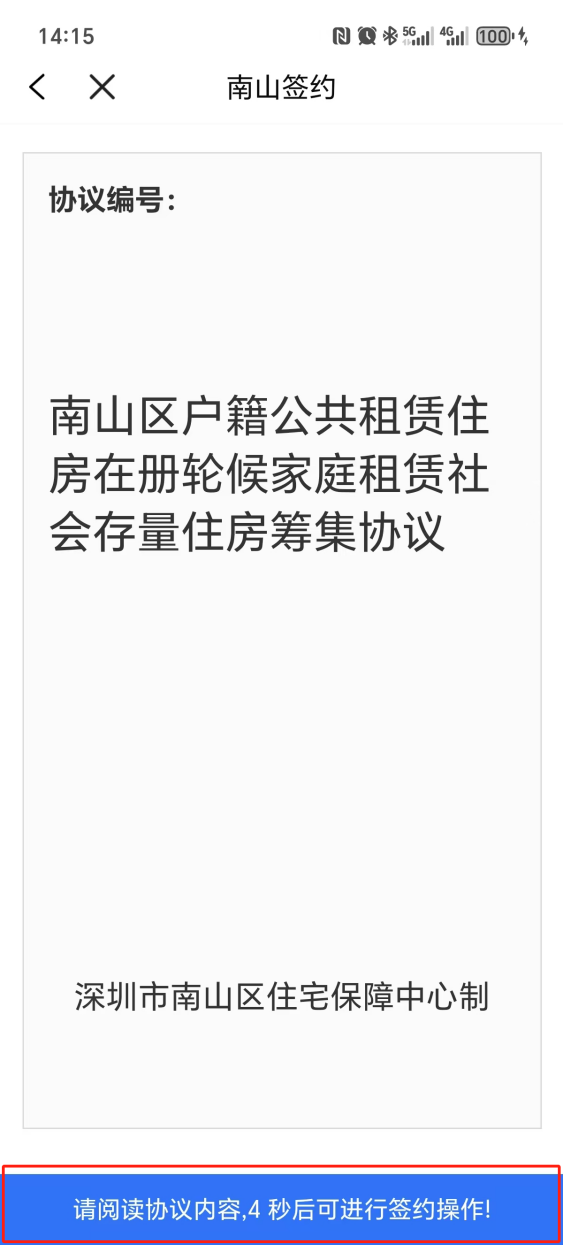 14:15
5G 4G 100
南山签约
协议编号：
南山区户籍公共租赁住
房在册轮候家庭租赁社
会存量住房筹集协议
深圳市南山区住宅保障中心制
请阅读协议内容,4 秒后可进行签约操作!